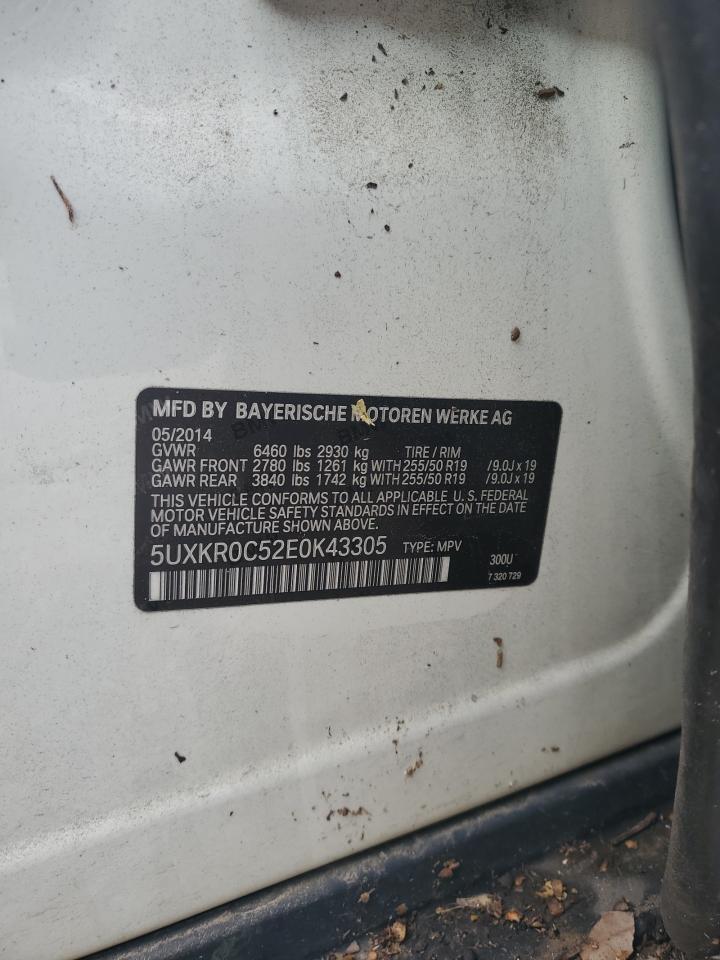 MFD BY BAYERISCHE MOTOREN WERKE AG
05/2014
GVWR 6460 lbs 2930 kg TIRE / RIM
GAWR FRONT 2780 lbs 1261 kg WITH 255/50 R19 /9.0J x 19
GAWR REAR 3840 lbs 1742 kg WITH 255/50 R19 /9.0J x 19
THIS VEHICLE CONFORMS TO ALL APPLICABLE U. S. FEDERAL
MOTOR VEHICLE SAFETY STANDARDS IN EFFECT ON THE DATE
OF MANUFACTURE SHOWN ABOVE.
5UXKR0C52E0K43305 TYPE: MPV 300U
7 320 729